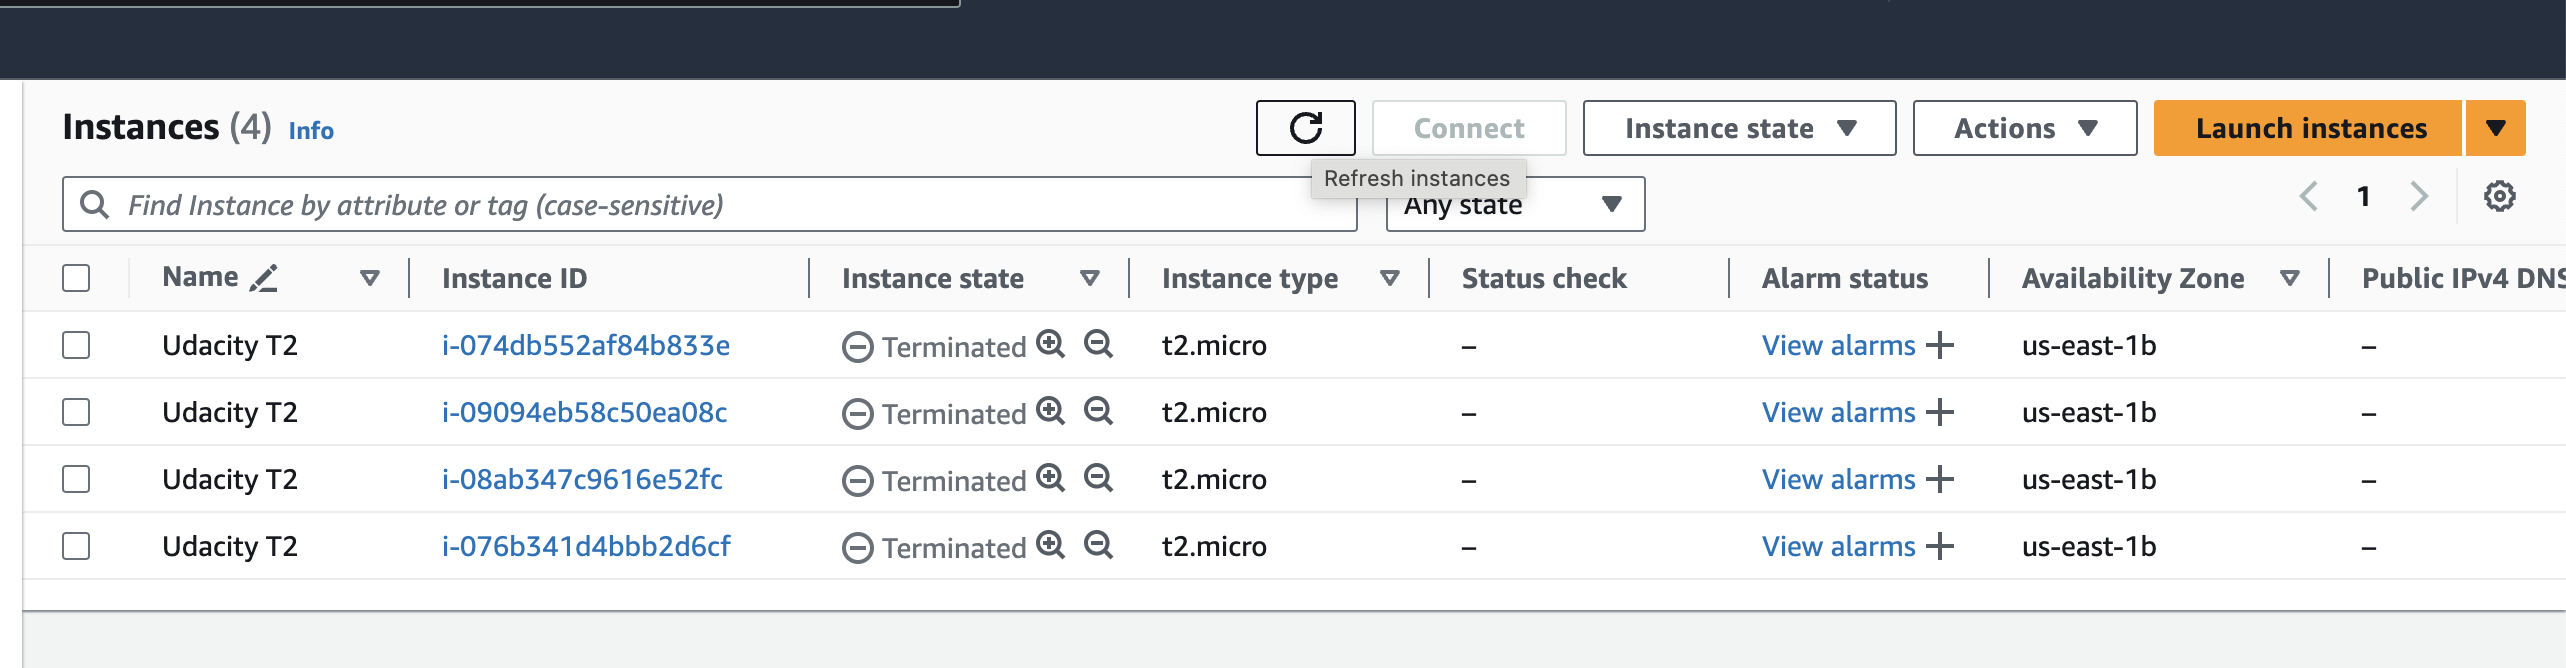 Instances (4) Info
Connect
Instance state
Actions
Launch instances
Refresh instances
Find Instance by attribute or tag (case-sensitive)
Any state
1
Name Instance ID Instance state Instance type Status check Alarm status Availability Zone Public IPv4 DNS
Udacity T2 i-074db552af84b833e Terminated t2.micro – View alarms + us-east-1b –
Udacity T2 i-09094eb58c50ea08c Terminated t2.micro – View alarms + us-east-1b –
Udacity T2 i-08ab347c9616e52fc Terminated t2.micro – View alarms + us-east-1b –
Udacity T2 i-076b341d4bbb2d6cf Terminated t2.micro – View alarms + us-east-1b –